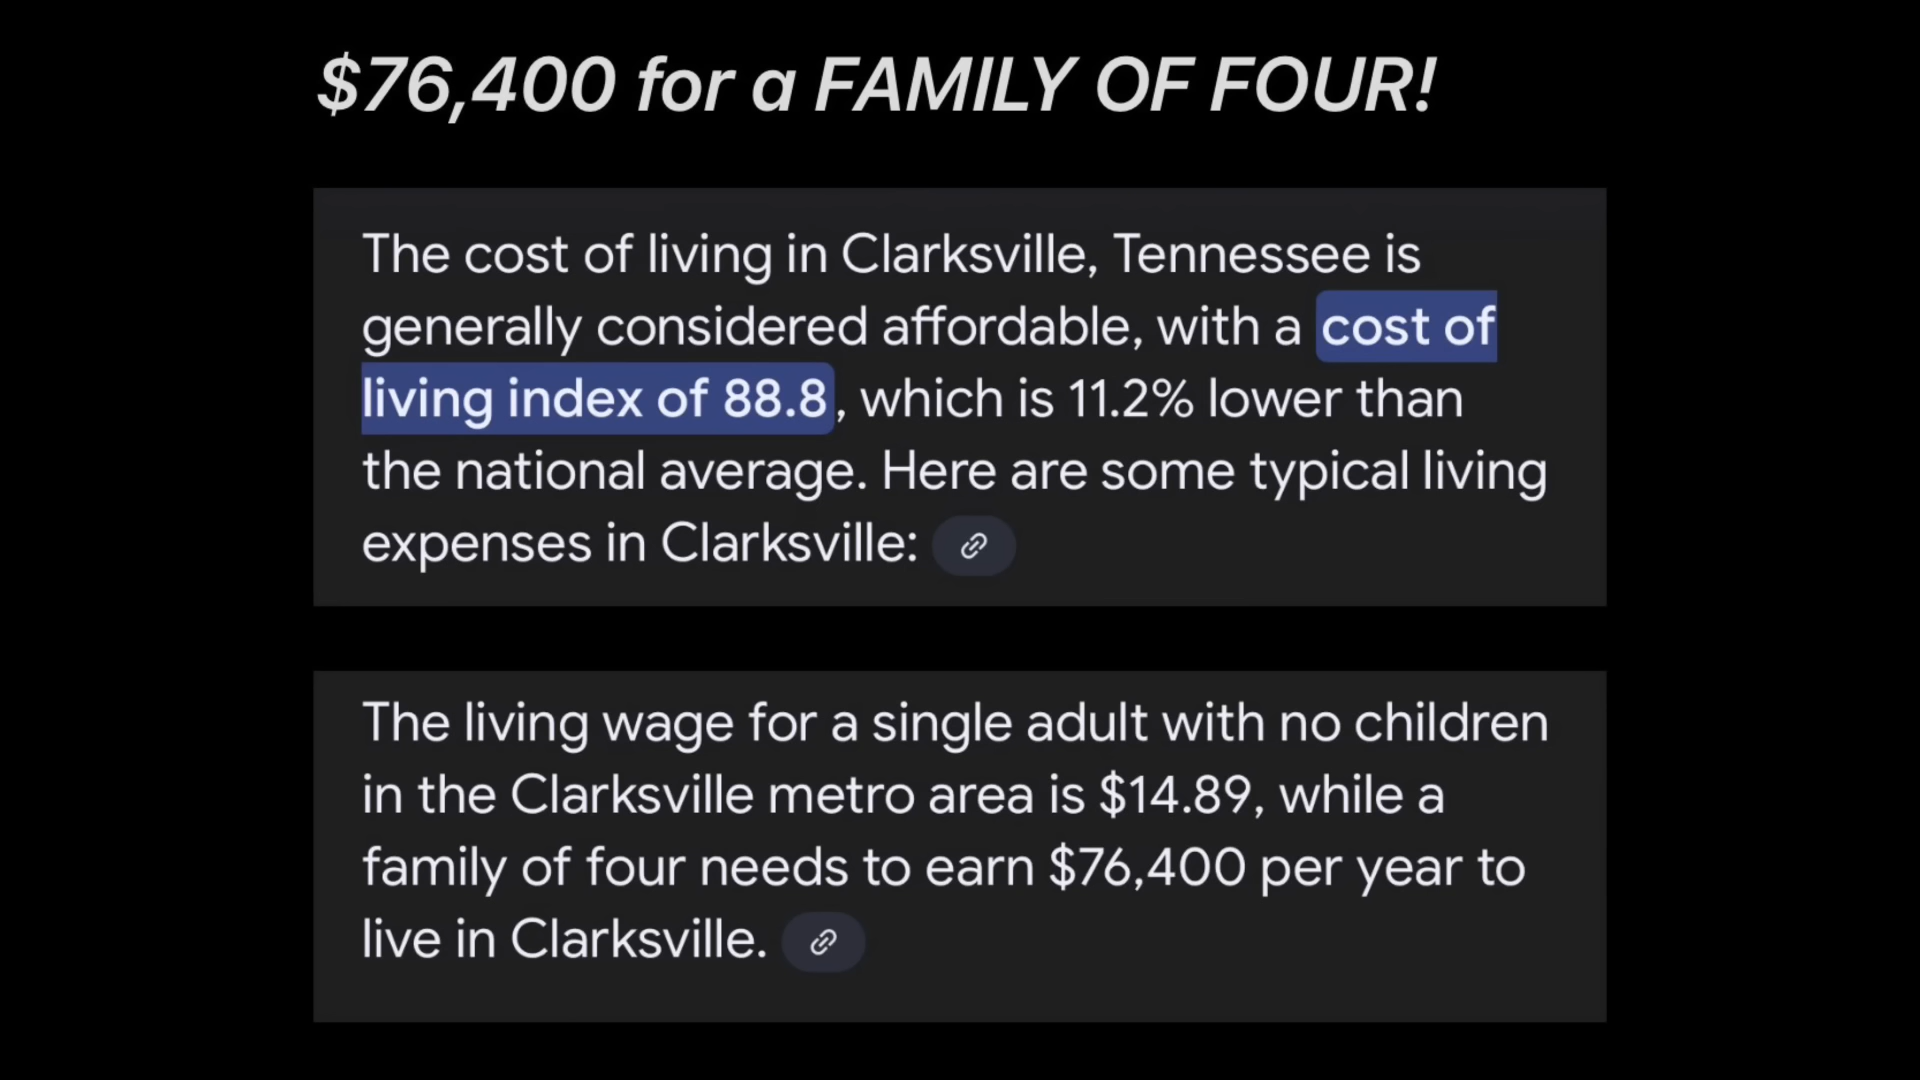 $76,400 for a FAMILY OF FOUR!
The cost of living in Clarksville, Tennessee is
generally considered affordable, with a cost of
living index of 88.8, which is 11.2% lower than
the national average. Here are some typical living
expenses in Clarksville:
The living wage for a single adult with no children
in the Clarksville metro area is $14.89, while a
family of four needs to earn $76,400 per year to
live in Clarksville.